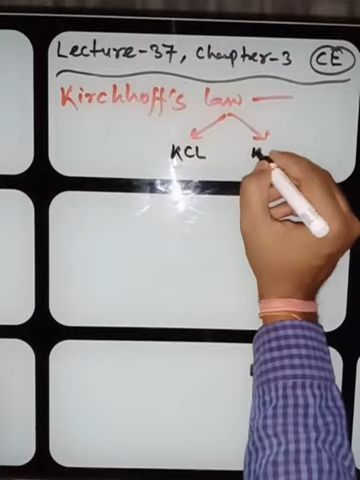 Lecture-37, Chapter-3 CE
Kirchhoff's law —
KCL K